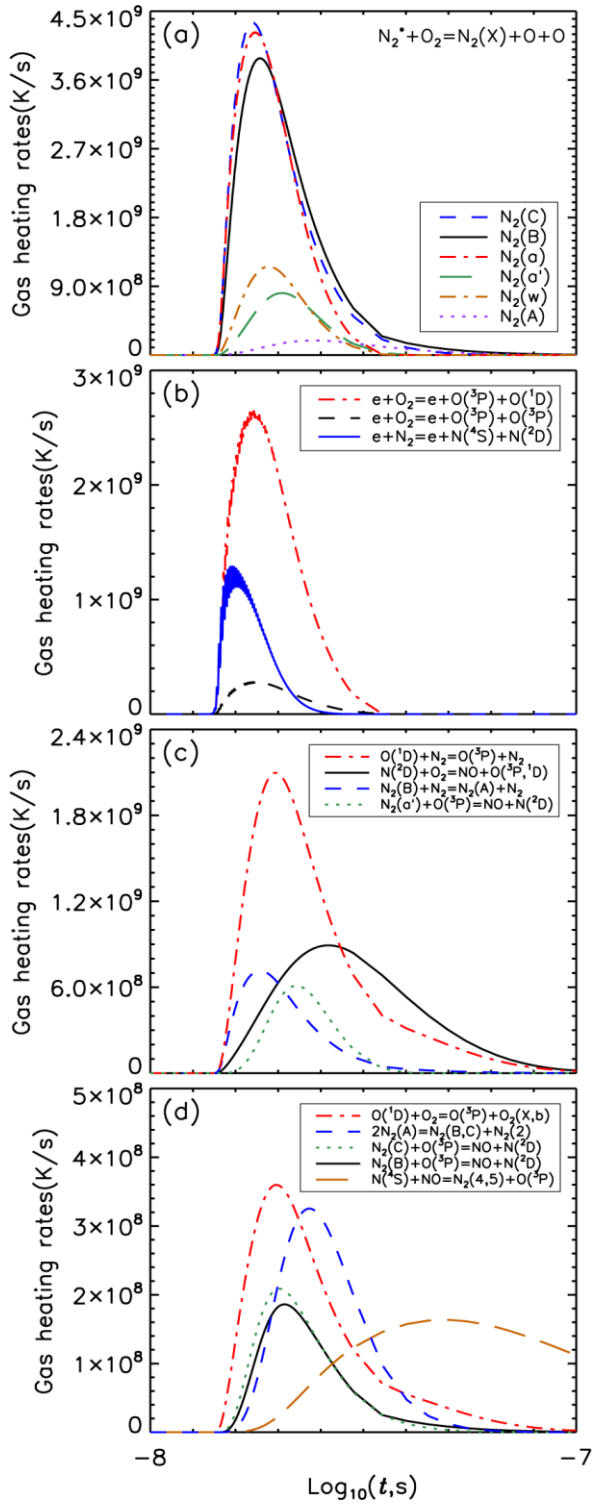 (a)
N₂*+O₂=N₂(X)+O+O
4.5×10⁹
3.6×10⁹
2.7×10⁹
1.8×10⁹
9.0×10⁸
0
Gas heating rates(K/s)
N₂(C)
N₂(B)
N₂(a)
N₂(a')
N₂(w)
N₂(A)
(b)
3×10⁹
2×10⁹
1×10⁹
0
Gas heating rates(K/s)
e+O₂=e+O(³P)+O(¹D)
e+O₂=e+O(³P)+O(³P)
e+N₂=e+N(⁴S)+N(²D)
(c)
2.4×10⁹
1.8×10⁹
1.2×10⁹
6.0×10⁸
0
Gas heating rates(K/s)
O(¹D)+N₂=O(³P)+N₂
N(²D)+O₂=NO+O(³P,¹D)
N₂(B)+N₂=N₂(A)+N₂
N₂(a')+O(³P)=NO+N(²D)
(d)
5×10⁸
4×10⁸
3×10⁸
2×10⁸
1×10⁸
0
Gas heating rates(K/s)
O(¹D)+O₂=O(³P)+O₂(X,b)
2N₂(A)=N₂(B,C)+N₂(2)
N₂(C)+O(³P)=NO+N(²D)
N₂(B)+O(³P)=NO+N(²D)
N(⁴S)+NO=N₂(4,5)+O(³P)
-8
-7
Log₁₀(t,s)